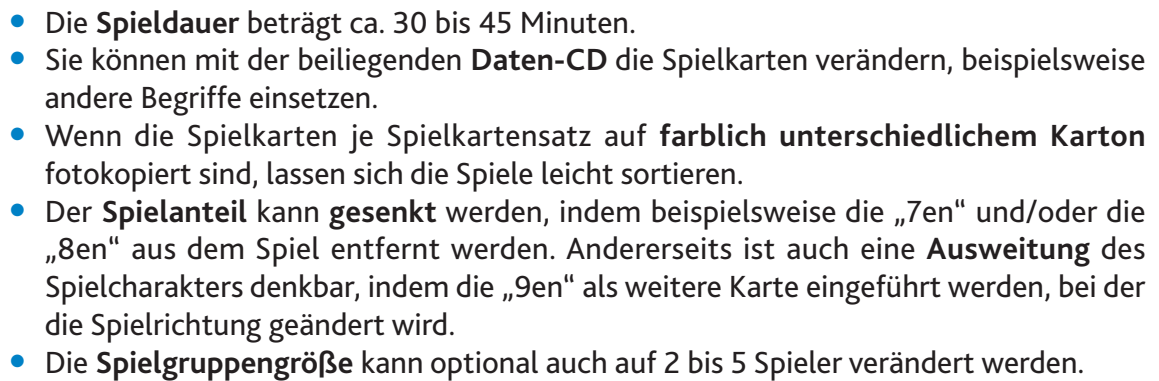 • Die Spieldauer beträgt ca. 30 bis 45 Minuten.
• Sie können mit der beiliegenden Daten-CD die Spielkarten verändern, beispielsweise
andere Begriffe einsetzen.
• Wenn die Spielkarten je Spielkartensatz auf farblich unterschiedlichem Karton
fotokopiert sind, lassen sich die Spiele leicht sortieren.
• Der Spielanteil kann gesenkt werden, indem beispielsweise die „7en“ und/oder die
„8en“ aus dem Spiel entfernt werden. Andererseits ist auch eine Ausweitung des
Spielcharakters denkbar, indem die „9en“ als weitere Karte eingeführt werden, bei der
die Spielrichtung geändert wird.
• Die Spielgruppengröße kann optional auch auf 2 bis 5 Spieler verändert werden.